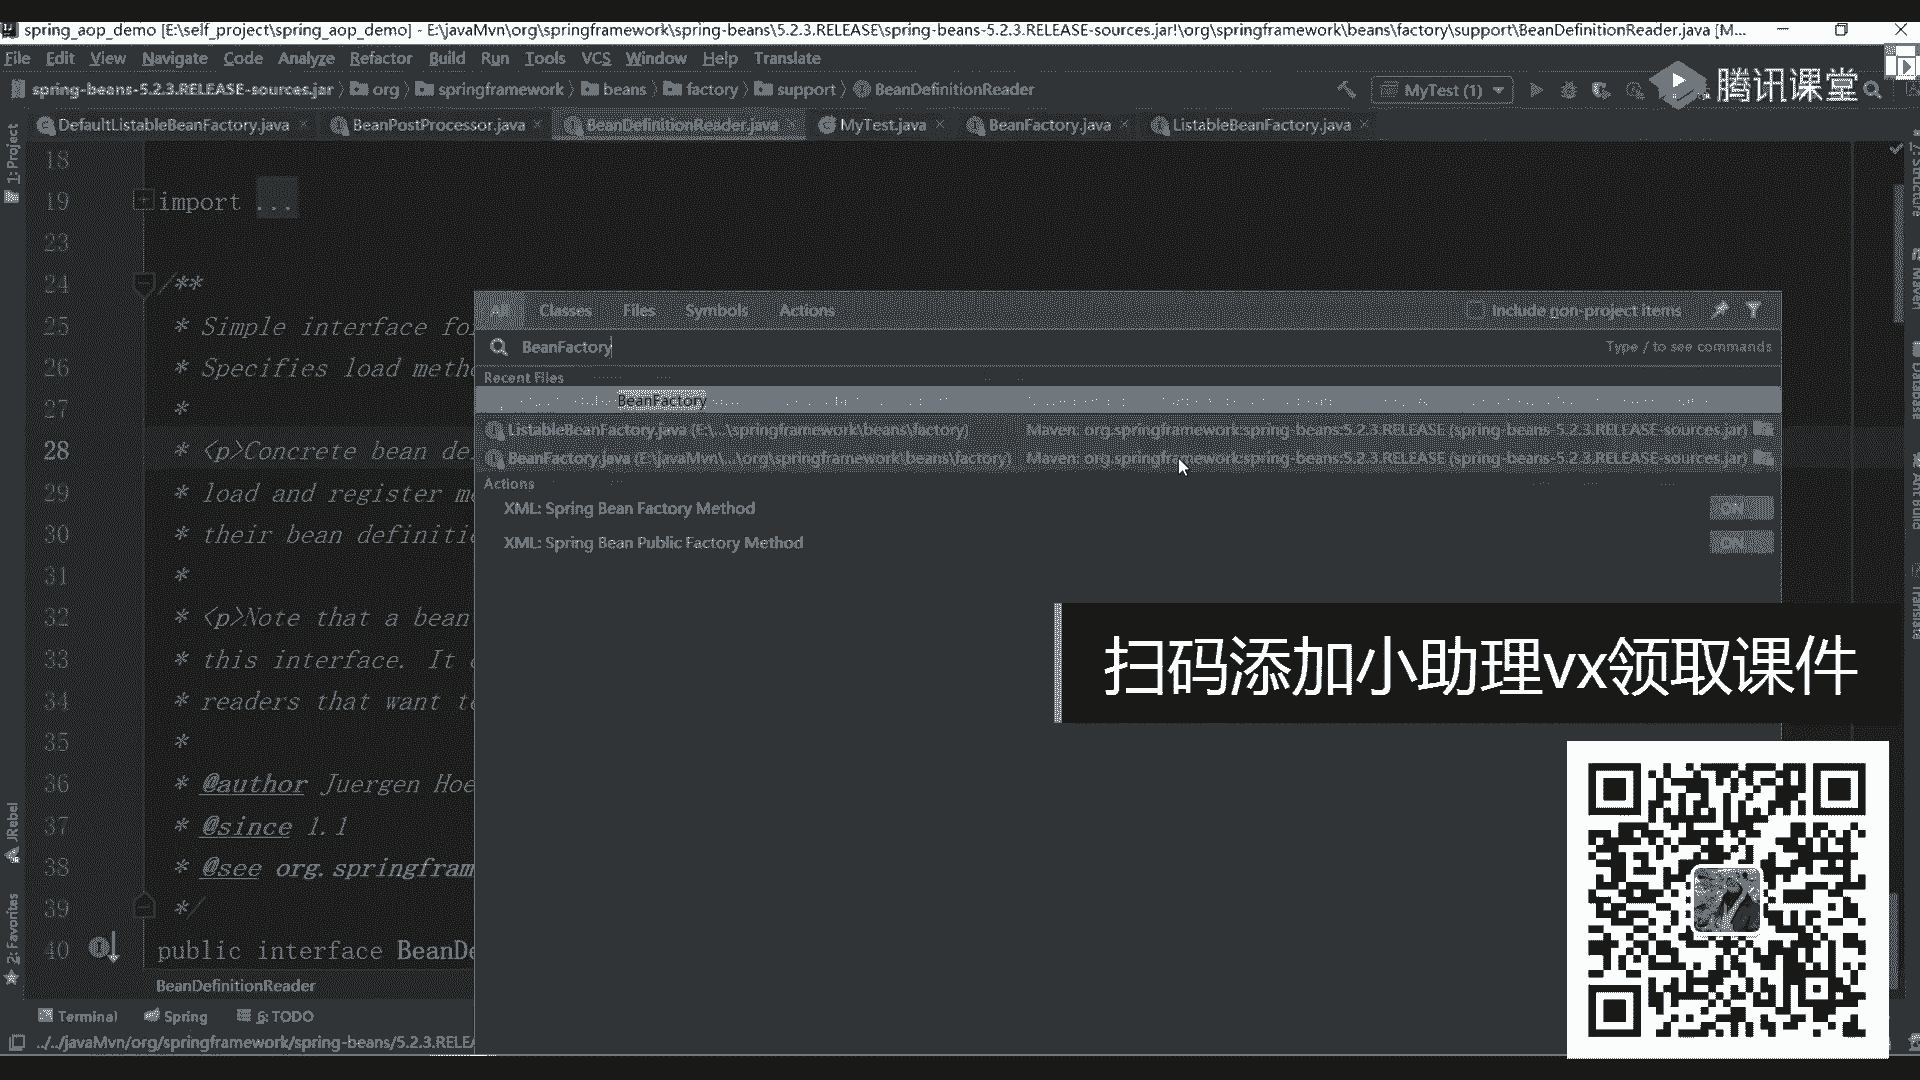 spring_aop_demo [E:\self_project\spring_aop_demo] - E:\javaMvn\org\springframework\spring-beans\5.2.3.RELEASE\spring-beans-5.2.3.RELEASE-sources.jar!\org\springframework\beans\factory\support\BeanDefinitionReader.java [M...
File Edit View Navigate Code Analyze Refactor Build Run Tools VCS Window Help Translate
spring-beans-5.2.3.RELEASE-sources.jar org springframework beans factory support BeanDefinitionReader MyTest (1)
腾讯课堂
DefaultListableBeanFactory.java BeanPostProcessor.java BeanDefinitionReader.java MyTest.java BeanFactory.java ListableBeanFactory.java
1: Project
7: Structure
Maven
Database
Ant Build
Translate
JRebel
2: Favorites
18
19 import ...
23
24 /**
25 * Simple interface fo
26 * Specifies load metho
27 *
28 * <p>Concrete bean de
29 * load and register m
30 * their bean definitio
31 *
32 * <p>Note that a bean
33 * this interface. It
34 * readers that want t
35 *
36 * @author Juergen Hoe
37 * @since 1.1
38 * @see org.springfram
39 */
40 public interface BeanDe
All Classes Files Symbols Actions Include non-project items
BeanFactory Type / to see commands
Recent Files
BeanFactory
ListableBeanFactory.java (E:\...\springframework\beans\factory) Maven: org.springframework:spring-beans:5.2.3.RELEASE (spring-beans-5.2.3.RELEASE-sources.jar)
BeanFactory.java (E:\javaMvn\...\org\springframework\beans\factory) Maven: org.springframework:spring-beans:5.2.3.RELEASE (spring-beans-5.2.3.RELEASE-sources.jar)
Actions
XML: Spring Bean Factory Method ON
XML: Spring Bean Public Factory Method ON
扫码添加小助理vx领取课件
BeanDefinitionReader
Terminal Spring 6: TODO
../../javaMvn/org/springframework/spring-beans/5.2.3.RELEA